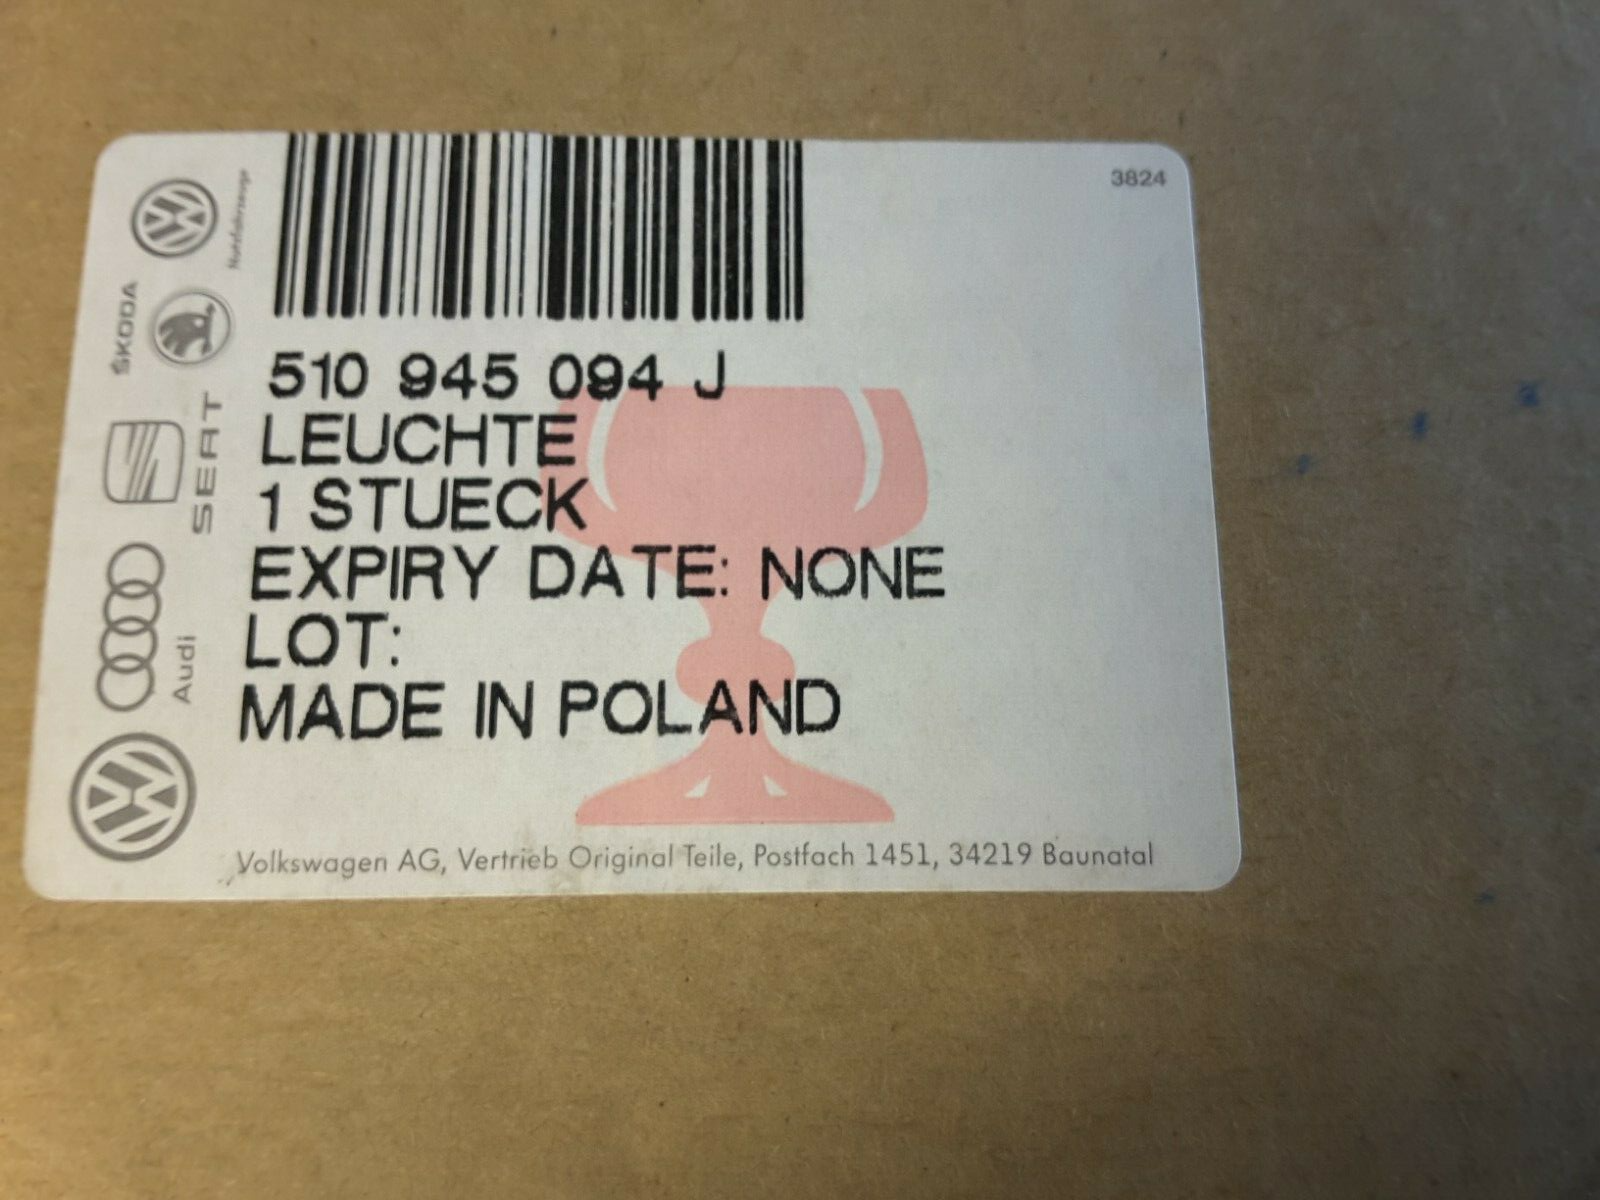 3824
510 945 094 J
LEUCHTE
1 STUECK
EXPIRY DATE: NONE
LOT:
MADE IN POLAND
Volkswagen AG, Vertrieb Original Teile, Postfach 1451, 34219 Baunatal
Nutzfahrzeuge
ŠKODA
SEAT
Audi